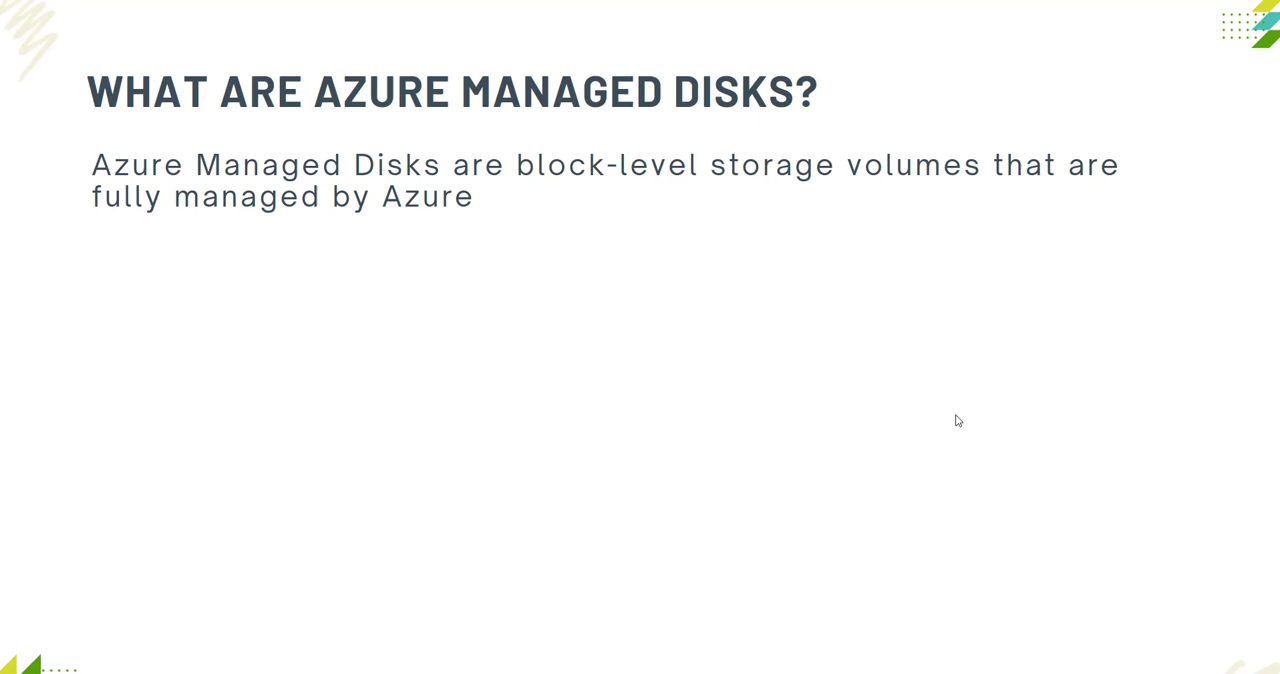 WHAT ARE AZURE MANAGED DISKS?
Azure Managed Disks are block-level storage volumes that are
fully managed by Azure